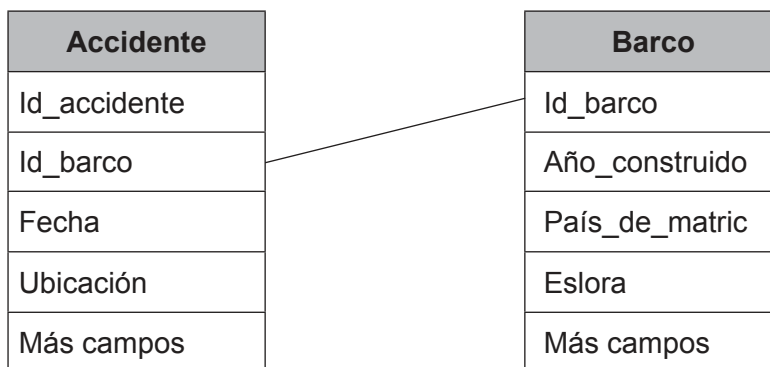 Accidente
Id_accidente
Id_barco
Fecha
Ubicación
Más campos
Barco
Id_barco
Año_construido
País_de_matric
Eslora
Más campos